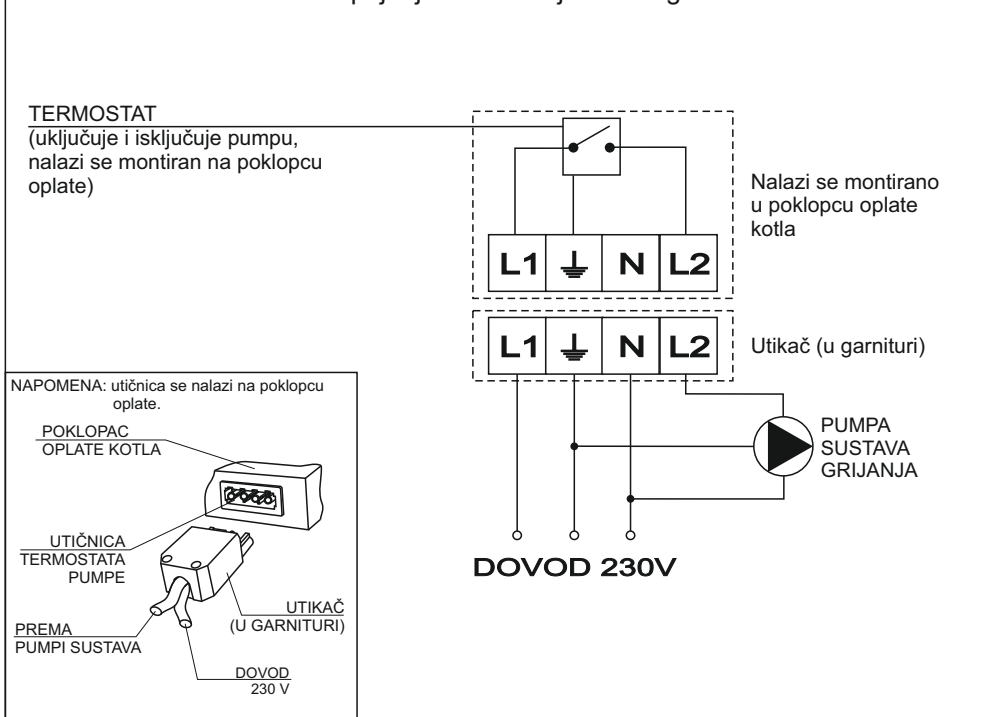 TERMOSTAT
(uključuje i isključuje pumpu,
nalazi se montiran na poklopcu
oplate)
Nalazi se montirano
u poklopcu oplate
kotla
L1 N L2
L1 N L2
Utikač (u garnituri)
PUMPA
SUSTAVA
GRIJANJA
DOVOD 230V
NAPOMENA: utičnica se nalazi na poklopcu
oplate.
POKLOPAC
OPLATE KOTLA
UTIČNICA
TERMOSTATA
PUMPE
UTIKAČ
(U GARNITURI)
PREMA
PUMPI SUSTAVA
DOVOD
230 V